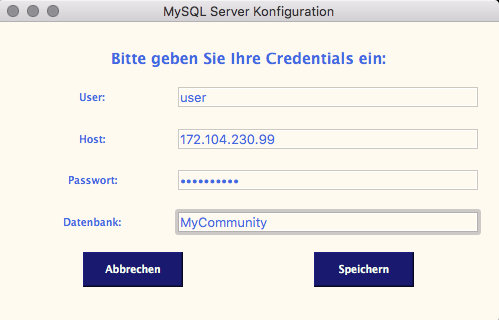 MySQL Server Konfiguration
Bitte geben Sie Ihre Credentials ein:
User: user
Host: 172.104.230.99
Passwort: ••••••••••
Datenbank: MyCommunity
Abbrechen Speichern